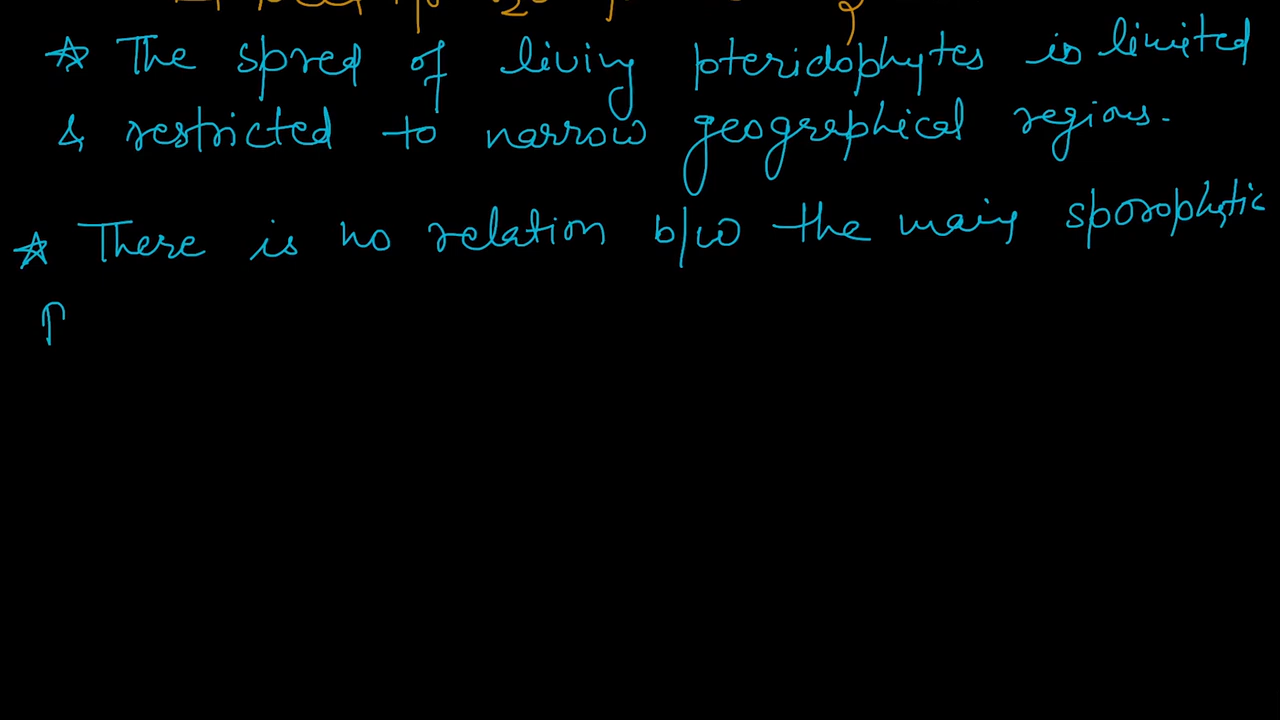 ☆ The spred of living pteridophytes is limited
& restricted to narrow geographical regions.
☆ There is no relation b/w the main sporophytic